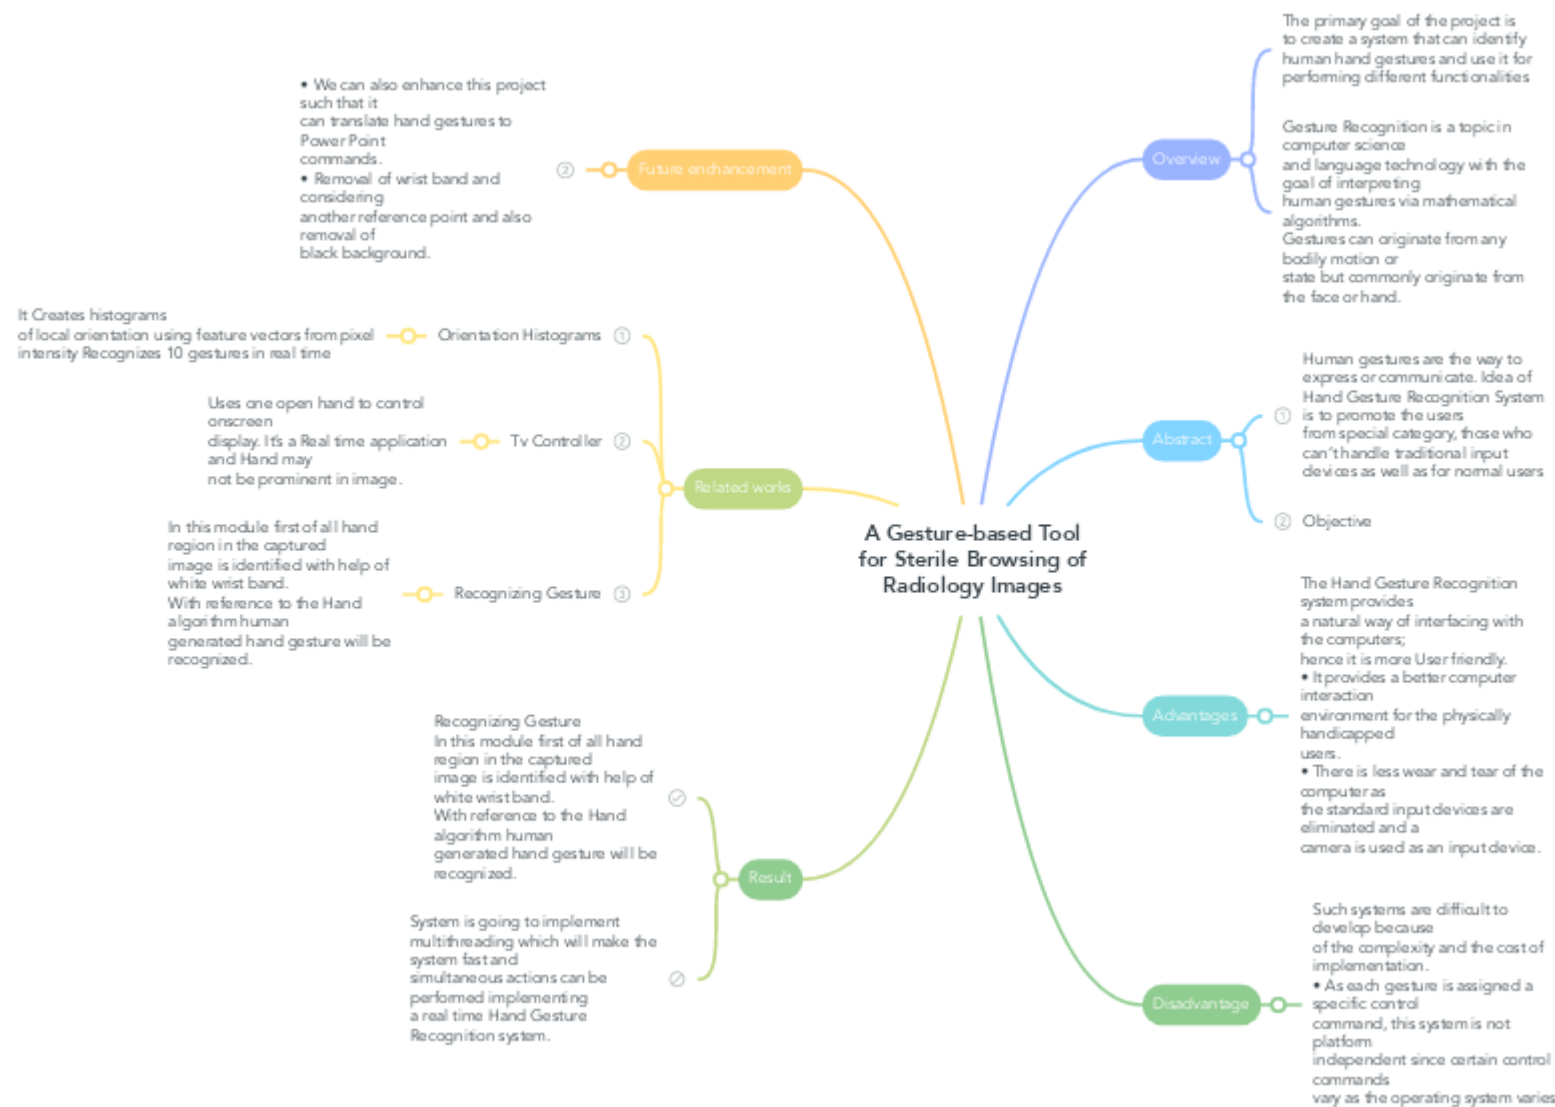 A Gesture-based Tool
for Sterile Browsing of
Radiology Images
Overview
The primary goal of the project is
to create a system that can identify
human hand gestures and use it for
performing different functionalities
Gesture Recognition is a topic in
computer science
and language technology with the
goal of interpreting
human gestures via mathematical
algorithms.
Gestures can originate from any
bodily motion or
state but commonly originate from
the face or hand.
Abstract
1
Human gestures are the way to
express or communicate. Idea of
Hand Gesture Recognition System
is to promote the users
from special category, those who
can't handle traditional input
devices as well as for normal users
2 Objective
Advantages
The Hand Gesture Recognition
system provides
a natural way of interfacing with
the computers;
hence it is more User friendly.
• It provides a better computer
interaction
environment for the physically
handicapped
users.
• There is less wear and tear of the
computer as
the standard input devices are
eliminated and a
camera is used as an input device.
Disadvantage
Such systems are difficult to
develop because
of the complexity and the cost of
implementation.
• As each gesture is assigned a
specific control
command, this system is not
platform
independent since certain control
commands
vary as the operating system varies
Future enchancement
2
• We can also enhance this project
such that it
can translate hand gestures to
Power Point
commands.
• Removal of wrist band and
considering
another reference point and also
removal of
black background.
Related works
Orientation Histograms 1
It Creates histograms
of local orientation using feature vectors from pixel
intensity Recognizes 10 gestures in real time
Tv Controller 2
Uses one open hand to control
onscreen
display. It's a Real time application
and Hand may
not be prominent in image.
Recognizing Gesture 3
In this module first of all hand
region in the captured
image is identified with help of
white wrist band.
With reference to the Hand
algorithm human
generated hand gesture will be
recognized.
Result
Recognizing Gesture
In this module first of all hand
region in the captured
image is identified with help of
white wrist band.
With reference to the Hand
algorithm human
generated hand gesture will be
recognized.
System is going to implement
multithreading which will make the
system fast and
simultaneous actions can be
performed implementing
a real time Hand Gesture
Recognition system.